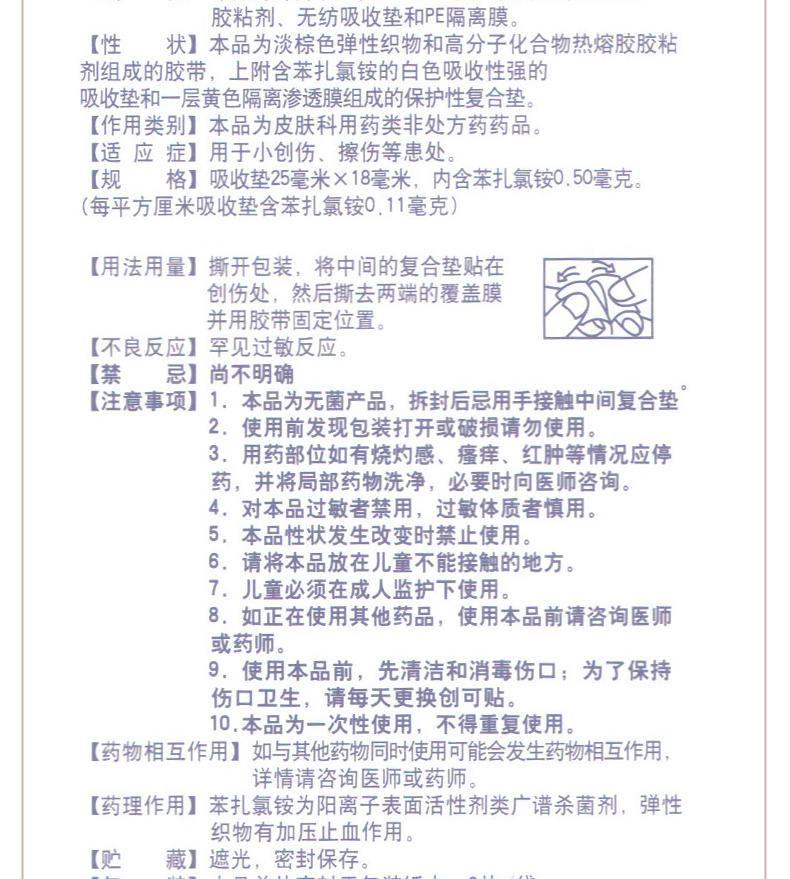 胶粘剂、无纺吸收垫和PE隔离膜。
【性　　状】本品为淡棕色弹性织物和高分子化合物热熔胶胶粘
剂组成的胶带，上附含苯扎氯铵的白色吸收性强的
吸收垫和一层黄色隔离渗透膜组成的保护性复合垫。
【作用类别】本品为皮肤科用药类非处方药药品。
【适 应 症】用于小创伤、擦伤等患处。
【规　　格】吸收垫25毫米×18毫米，内含苯扎氯铵0.50毫克。
(每平方厘米吸收垫含苯扎氯铵0.11毫克)
【用法用量】撕开包装，将中间的复合垫贴在
创伤处，然后撕去两端的覆盖膜
并用胶带固定位置。
【不良反应】罕见过敏反应。
【禁　　忌】尚不明确
【注意事项】1. 本品为无菌产品，拆封后忌用手接触中间复合垫。
2. 使用前发现包装打开或破损请勿使用。
3. 用药部位如有烧灼感、瘙痒、红肿等情况应停
药，并将局部药物洗净，必要时向医师咨询。
4. 对本品过敏者禁用，过敏体质者慎用。
5. 本品性状发生改变时禁止使用。
6. 请将本品放在儿童不能接触的地方。
7. 儿童必须在成人监护下使用。
8. 如正在使用其他药品，使用本品前请咨询医师
或药师。
9. 使用本品前，先清洁和消毒伤口；为了保持
伤口卫生，请每天更换创可贴。
10.本品为一次性使用，不得重复使用。
【药物相互作用】如与其他药物同时使用可能会发生药物相互作用，
详情请咨询医师或药师。
【药理作用】苯扎氯铵为阳离子表面活性剂类广谱杀菌剂，弹性
织物有加压止血作用。
【贮　　藏】遮光，密封保存。